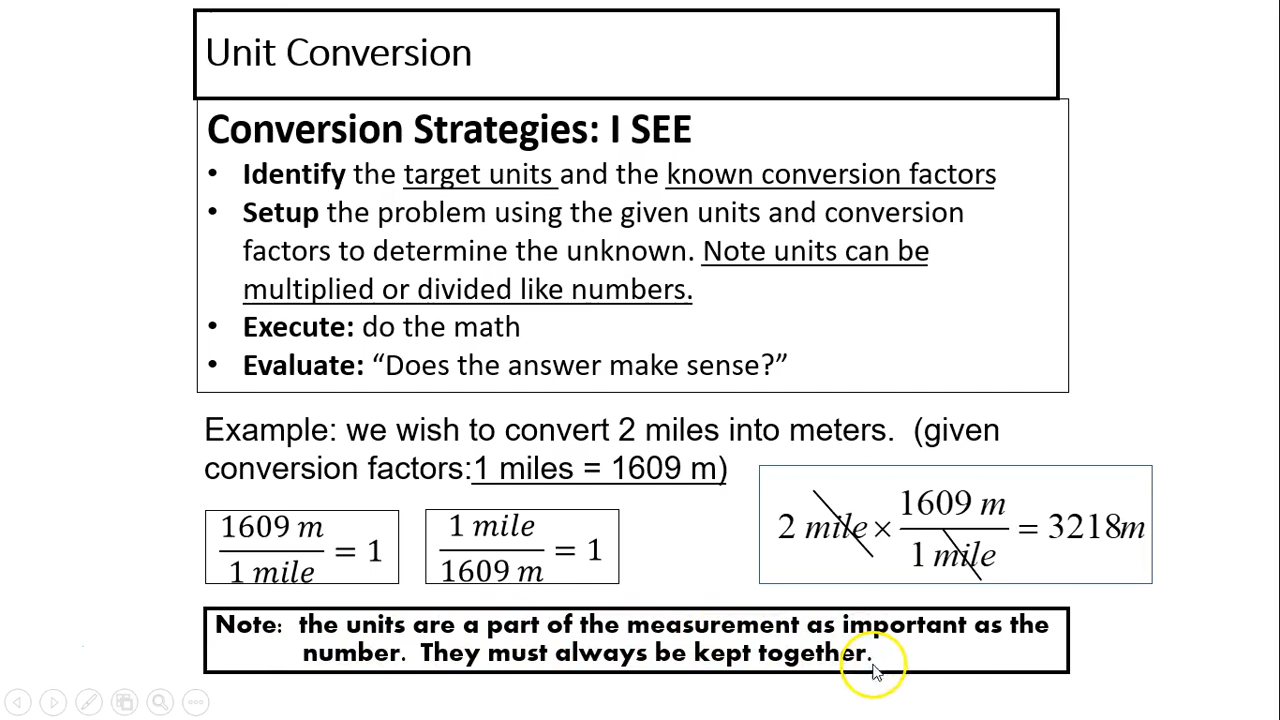 Unit Conversion
Conversion Strategies: I SEE
• Identify the target units and the known conversion factors
• Setup the problem using the given units and conversion
factors to determine the unknown. Note units can be
multiplied or divided like numbers.
• Execute: do the math
• Evaluate: “Does the answer make sense?”
Example: we wish to convert 2 miles into meters. (given
conversion factors:1 miles = 1609 m)
1609 m / 1 mile = 1
1 mile / 1609 m = 1
2 mile × 1609 m / 1 mile = 3218m
Note: the units are a part of the measurement as important as the
number. They must always be kept together.